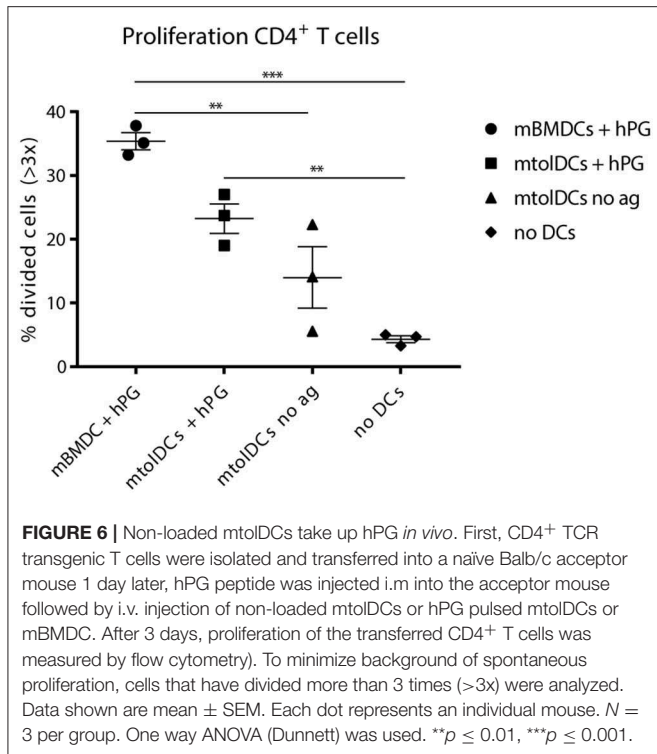 Proliferation CD4+ T cells
***
**
**
% divided cells (>3x)
40
30
20
10
0
mBMDC + hPG
mtolDCs + hPG
mtolDCs no ag
no DCs
mBMDCs + hPG
mtolDCs + hPG
mtolDCs no ag
no DCs
FIGURE 6 | Non-loaded mtolDCs take up hPG in vivo. First, CD4+ TCR
transgenic T cells were isolated and transferred into a naïve Balb/c acceptor
mouse 1 day later, hPG peptide was injected i.m into the acceptor mouse
followed by i.v. injection of non-loaded mtolDCs or hPG pulsed mtolDCs or
mBMDC. After 3 days, proliferation of the transferred CD4+ T cells was
measured by flow cytometry). To minimize background of spontaneous
proliferation, cells that have divided more than 3 times (>3x) were analyzed.
Data shown are mean ± SEM. Each dot represents an individual mouse. N =
3 per group. One way ANOVA (Dunnett) was used. **p ≤ 0.01, ***p ≤ 0.001.